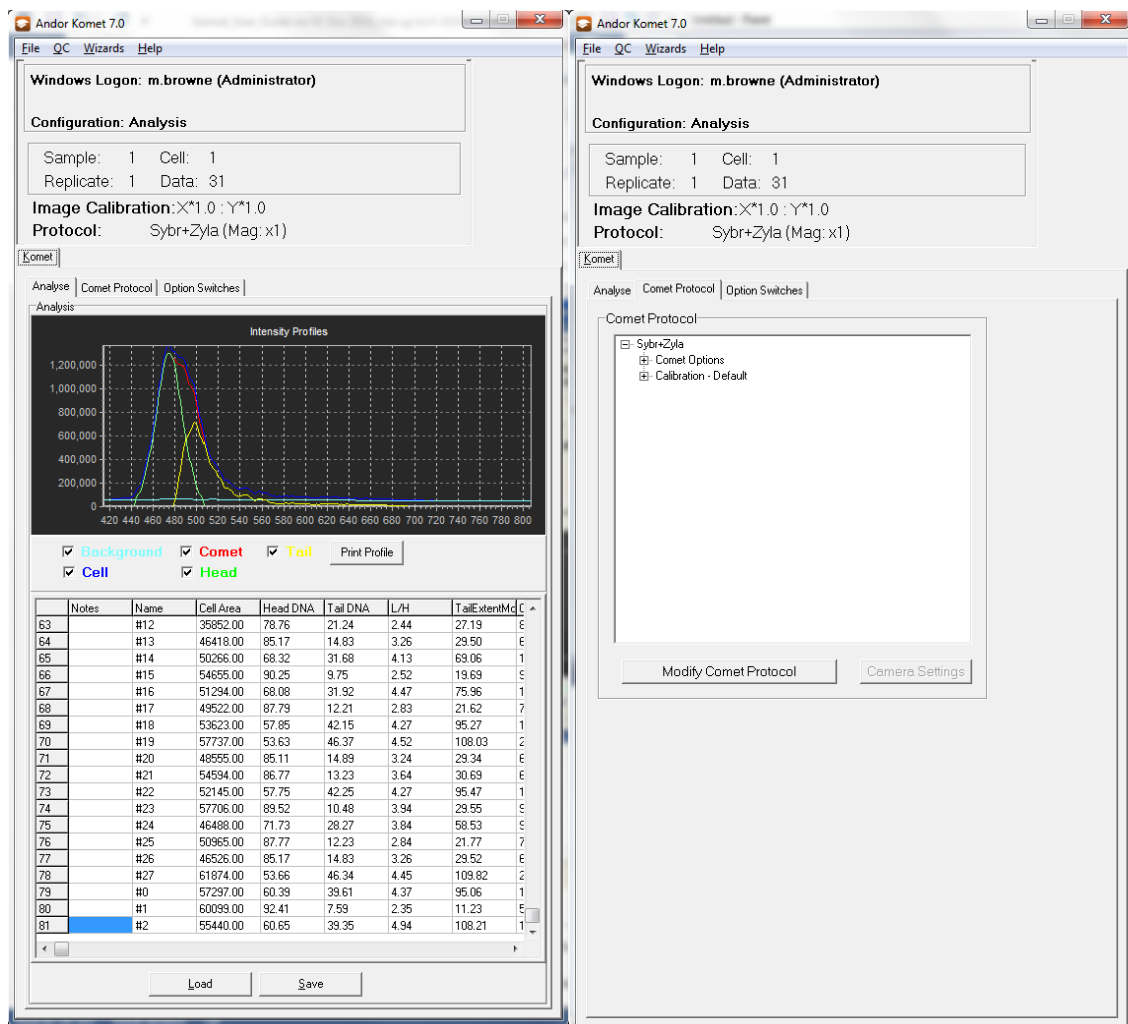 Andor Komet 7.0
File QC Wizards Help
Windows Logon: m.browne (Administrator)
Configuration: Analysis
Sample: 1 Cell: 1
Replicate: 1 Data: 31
Image Calibration:X*1.0 : Y*1.0
Protocol: Sybr+Zyla (Mag: x1)
Komet
Analyse Comet Protocol Option Switches
Analysis
Intensity Profiles
1,200,000
1,000,000
800,000
600,000
400,000
200,000
0
420 440 460 480 500 520 540 560 580 600 620 640 660 680 700 720 740 760 780 800
Background Comet Tail Print Profile
Cell Head
Notes Name Cell Area Head DNA Tail DNA L/H TailExtentMo
63 #12 35852.00 78.76 21.24 2.44 27.19
64 #13 46418.00 85.17 14.83 3.26 29.50
65 #14 50266.00 68.32 31.68 4.13 69.06
66 #15 54655.00 90.25 9.75 2.52 19.69
67 #16 51294.00 68.08 31.92 4.47 75.96
68 #17 49522.00 87.79 12.21 2.83 21.62
69 #18 53623.00 57.85 42.15 4.27 95.27
70 #19 57737.00 53.63 46.37 4.52 108.03
71 #20 48555.00 85.11 14.89 3.24 29.34
72 #21 54594.00 86.77 13.23 3.64 30.69
73 #22 52145.00 57.75 42.25 4.27 95.47
74 #23 57706.00 89.52 10.48 3.94 29.55
75 #24 46488.00 71.73 28.27 3.84 58.53
76 #25 50965.00 87.77 12.23 2.84 21.77
77 #26 46526.00 85.17 14.83 3.26 29.52
78 #27 61874.00 53.66 46.34 4.45 109.82
79 #0 57297.00 60.39 39.61 4.37 95.06
80 #1 60099.00 92.41 7.59 2.35 11.23
81 #2 55440.00 60.65 39.35 4.94 108.21
Load Save
Andor Komet 7.0
File QC Wizards Help
Windows Logon: m.browne (Administrator)
Configuration: Analysis
Sample: 1 Cell: 1
Replicate: 1 Data: 31
Image Calibration:X*1.0 : Y*1.0
Protocol: Sybr+Zyla (Mag: x1)
Komet
Analyse Comet Protocol Option Switches
Comet Protocol
Sybr+Zyla
Comet Options
Calibration - Default
Modify Comet Protocol Camera Settings